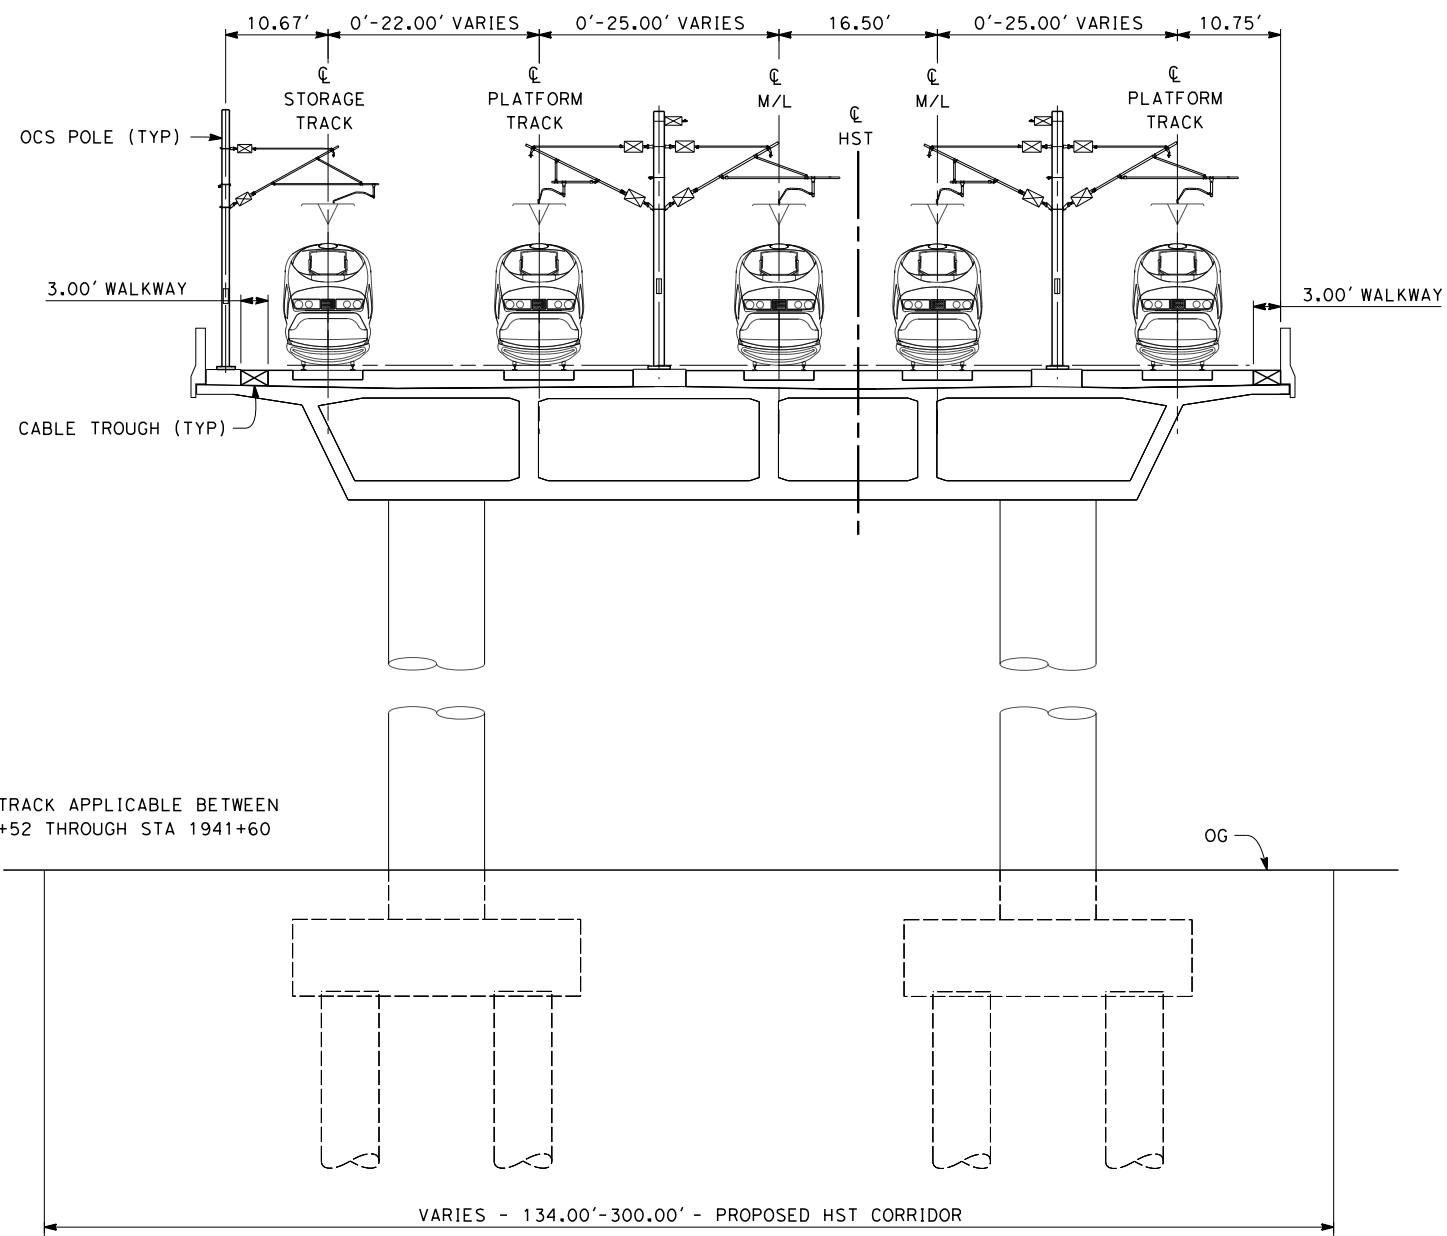 10.67' 0'-22.00' VARIES 0'-25.00' VARIES 16.50' 0'-25.00' VARIES 10.75'
℄
STORAGE
TRACK
℄
PLATFORM
TRACK
℄
M/L
℄
HST
℄
M/L
℄
PLATFORM
TRACK
OCS POLE (TYP)
3.00' WALKWAY
3.00' WALKWAY
CABLE TROUGH (TYP)
TRACK APPLICABLE BETWEEN
+52 THROUGH STA 1941+60
OG
VARIES - 134.00'-300.00' - PROPOSED HST CORRIDOR